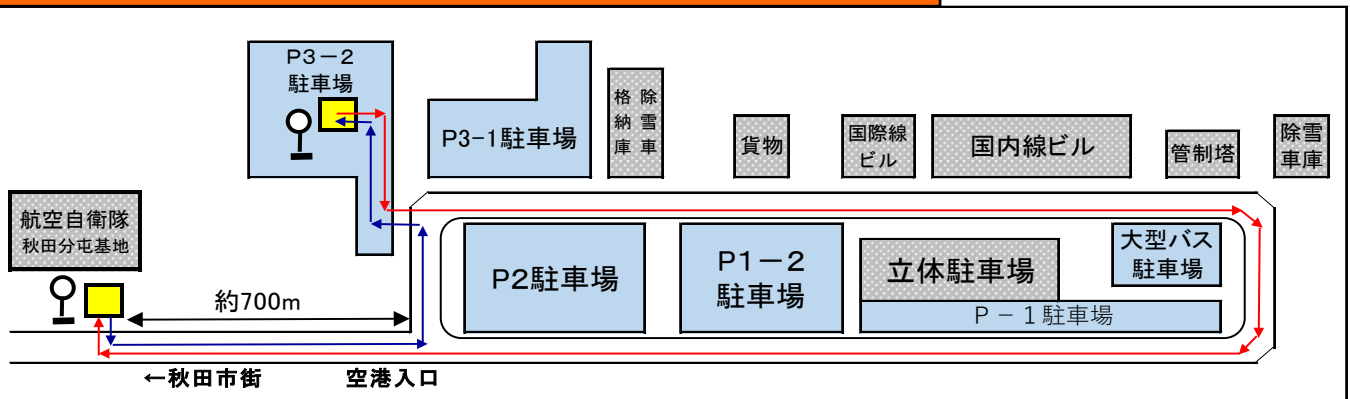 P3－2
駐車場
P3-1駐車場
除雪車
格納庫
貨物
国際線
ビル
国内線ビル
管制塔
除雪
車庫
航空自衛隊
秋田分屯基地
約700m
P2駐車場
P1－2
駐車場
立体駐車場
P－1駐車場
大型バス
駐車場
←秋田市街
空港入口